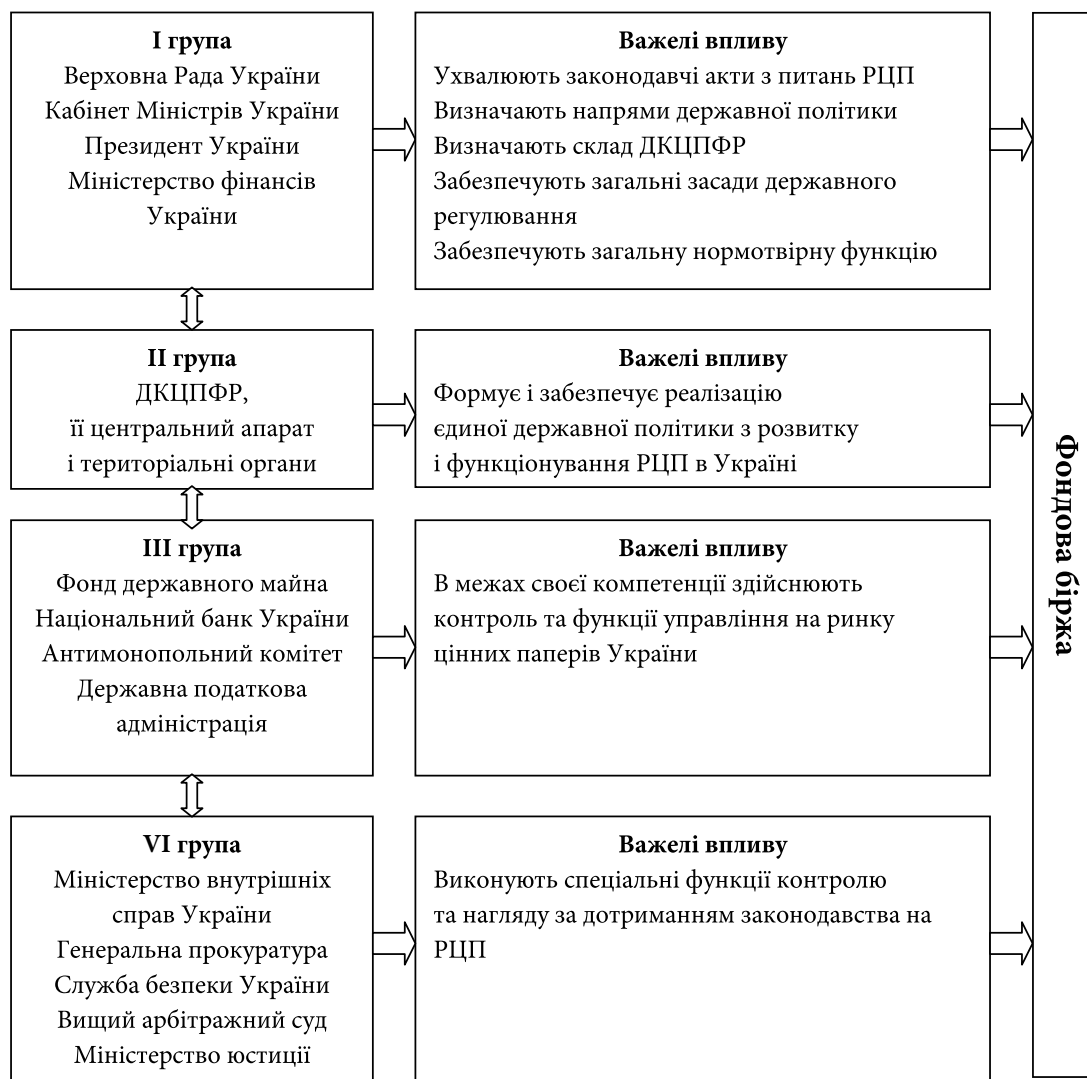 І група
Верховна Рада України
Кабінет Міністрів України
Президент України
Міністерство фінансів
України
Важелі впливу
Ухвалюють законодавчі акти з питань РЦП
Визначають напрями державної політики
Визначають склад ДКЦПФР
Забезпечують загальні засади державного
регулювання
Забезпечують загальну нормотвірну функцію
ІІ група
ДКЦПФР,
її центральний апарат
і територіальні органи
Важелі впливу
Формує і забезпечує реалізацію
єдиної державної політики з розвитку
і функціонування РЦП в Україні
ІІІ група
Фонд державного майна
Національний банк України
Антимонопольний комітет
Державна податкова
адміністрація
Важелі впливу
В межах своєї компетенції здійснюють
контроль та функції управління на ринку
цінних паперів України
VI група
Міністерство внутрішніх
справ України
Генеральна прокуратура
Служба безпеки України
Вищий арбітражний суд
Міністерство юстиції
Важелі впливу
Виконують спеціальні функції контролю
та нагляду за дотриманням законодавства на
РЦП
Фондова біржа